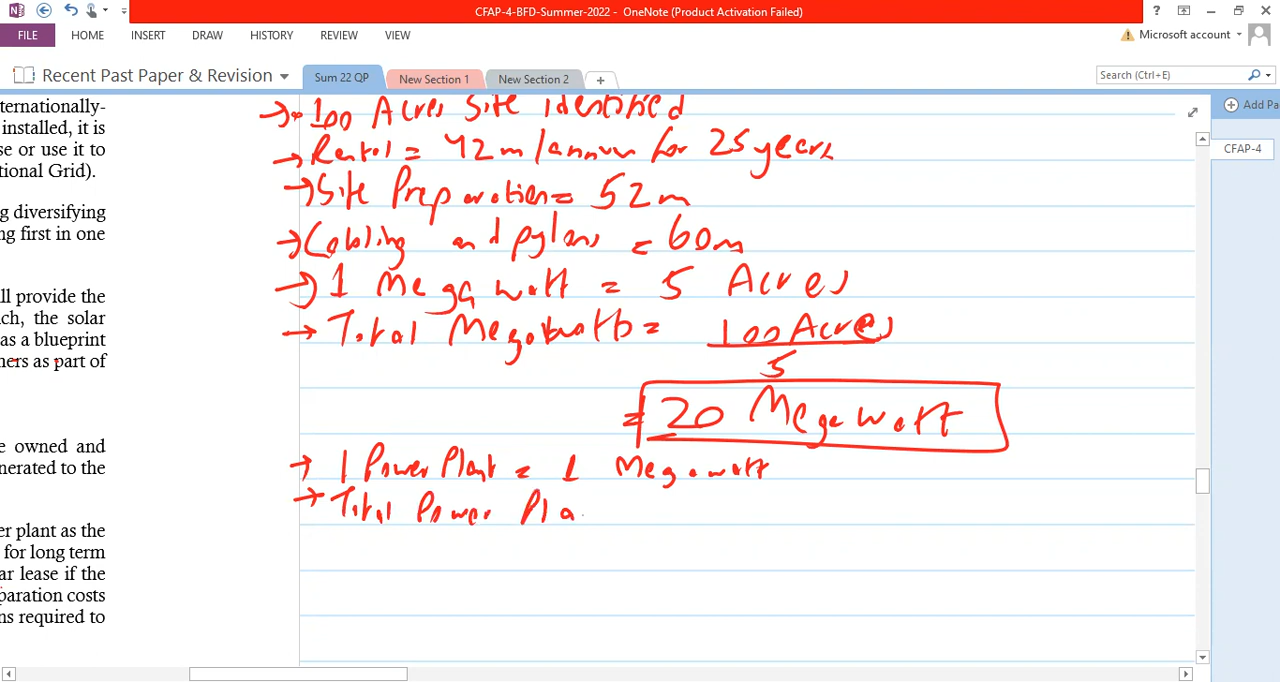 CFAP-4-BFD-Summer-2022 - OneNote (Product Activation Failed)
FILE HOME INSERT DRAW HISTORY REVIEW VIEW
Microsoft account
Recent Past Paper & Revision
Sum 22 QP New Section 1 New Section 2
Search (Ctrl+E)
Add Pa
CFAP-4
nternationally-
installed, it is
se or use it to
tional Grid).
ng diversifying
ng first in one
ll provide the
ch, the solar
as a blueprint
ners as part of
e owned and
nerated to the
er plant as the
for long term
ar lease if the
paration costs
ns required to
→ 100 Acres Site Identified
→ Rental = 42m/annum for 25 years
→ Site Preparation = 52m
→ Cabling and pylons = 60m
→ 1 Mega watt = 5 Acres
→ Total Megawatts = 100 Acres
5
= 20 Megawatt
→ 1 Power Plant = 1 Megawatt
→ Total Power Pla